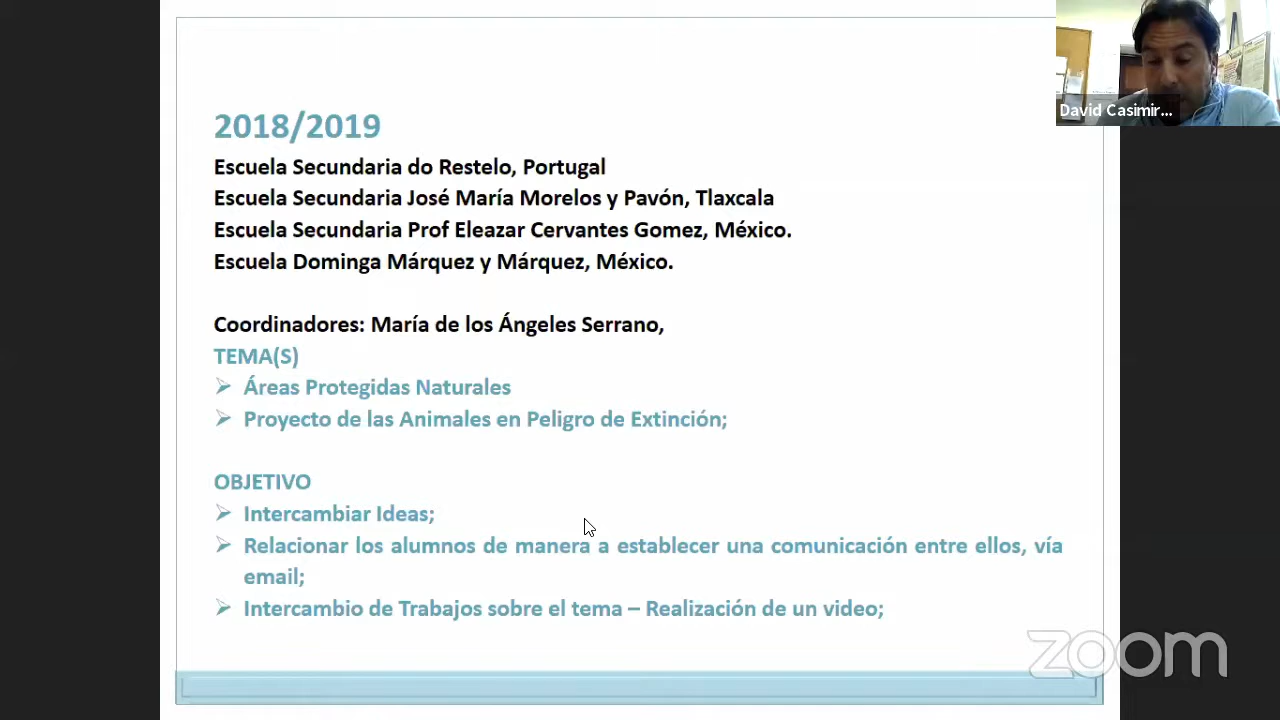 2018/2019
Escuela Secundaria do Restelo, Portugal
Escuela Secundaria José María Morelos y Pavón, Tlaxcala
Escuela Secundaria Prof Eleazar Cervantes Gomez, México.
Escuela Dominga Márquez y Márquez, México.
Coordinadores: María de los Ángeles Serrano,
TEMA(S)
Áreas Protegidas Naturales
Proyecto de las Animales en Peligro de Extinción;
OBJETIVO
Intercambiar Ideas;
Relacionar los alumnos de manera a establecer una comunicación entre ellos, vía
email;
Intercambio de Trabajos sobre el tema – Realización de un video;
David Casimir...
zoom